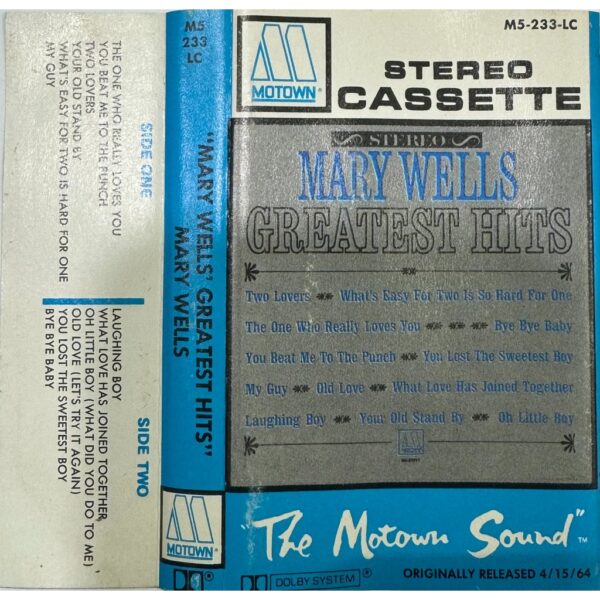 SIDE ONE
THE ONE WHO REALLY LOVES YOU
YOU BEAT ME TO THE PUNCH
TWO LOVERS
YOUR OLD STAND BY
WHAT'S EASY FOR TWO IS HARD FOR ONE
MY GUY
SIDE TWO
LAUGHING BOY
WHAT LOVE HAS JOINED TOGETHER
OH LITTLE BOY (WHAT DID YOU DO TO ME)
OLD LOVE (LET'S TRY IT AGAIN)
YOU LOST THE SWEETEST BOY
BYE BYE BABY
M5
233
LC
"MARY WELLS' GREATEST HITS"
MARY WELLS
MOTOWN®
M5-233-LC
MOTOWN®
STEREO
CASSETTE
STEREO
MARY WELLS
GREATEST HITS
Two Lovers What's Easy For Two Is So Hard For One
The One Who Really Loves You Bye Bye Baby
You Beat Me To The Punch You Lost The Sweetest Boy
My Guy Old Love What Love Has Joined Together
Laughing Boy Your Old Stand By Oh Little Boy
MOTOWN
"The Motown Sound"™
DOLBY SYSTEM®
ORIGINALLY RELEASED 4/15/64